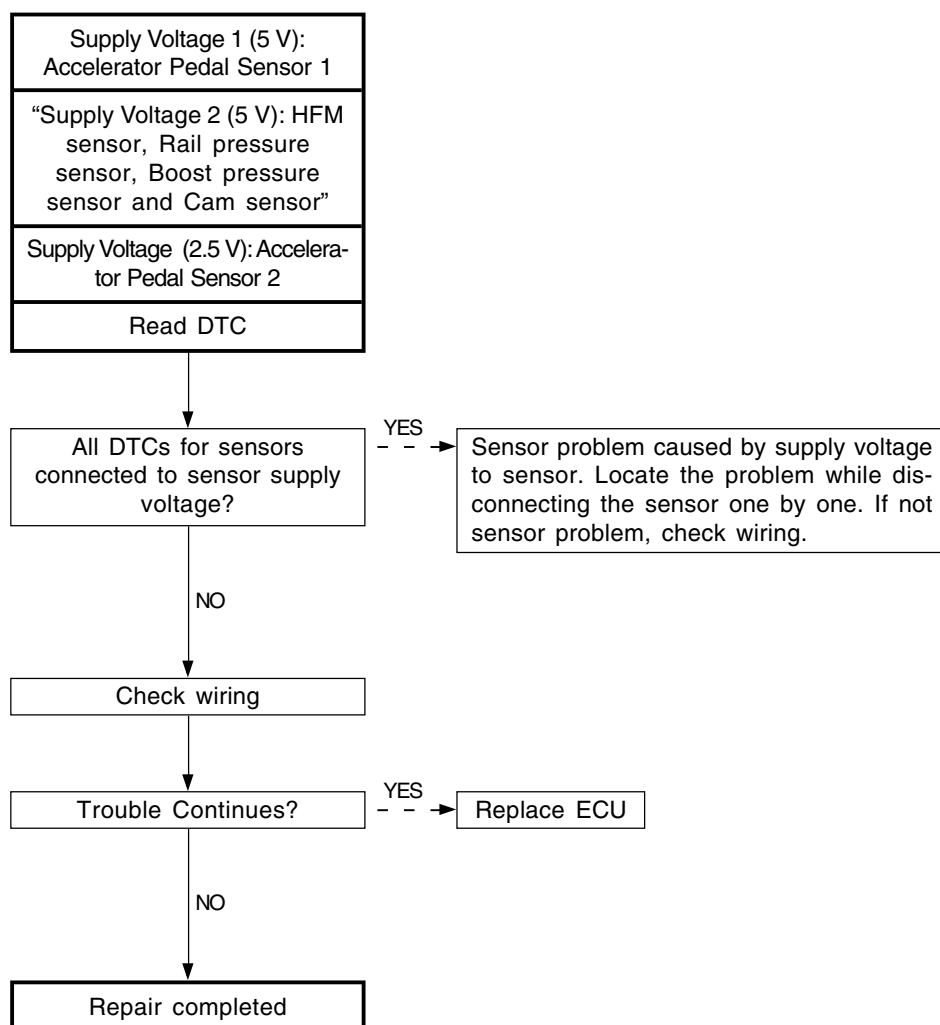 Supply Voltage 1 (5 V):
Accelerator Pedal Sensor 1
“Supply Voltage 2 (5 V): HFM
sensor, Rail pressure
sensor, Boost pressure
sensor and Cam sensor”
Supply Voltage (2.5 V): Accelera-
tor Pedal Sensor 2
Read DTC
All DTCs for sensors
connected to sensor supply
voltage?
YES
Sensor problem caused by supply voltage
to sensor. Locate the problem while dis-
connecting the sensor one by one. If not
sensor problem, check wiring.
NO
Check wiring
Trouble Continues?
YES
Replace ECU
NO
Repair completed